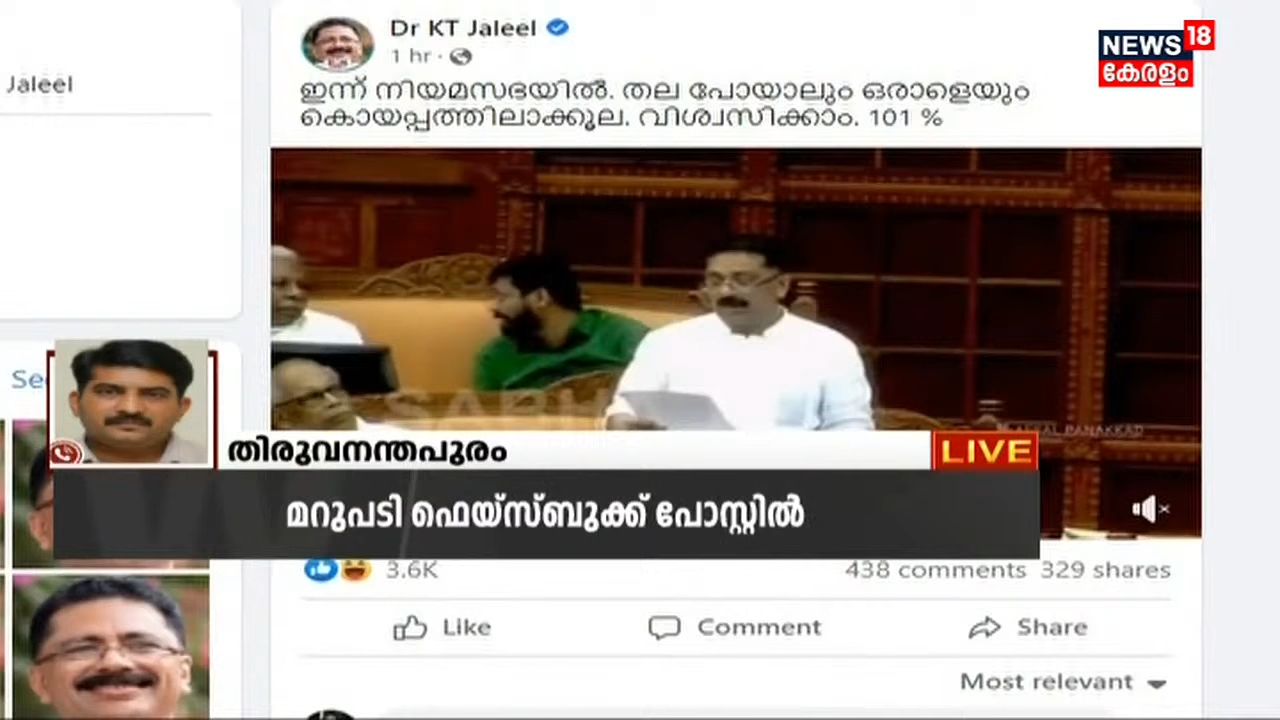 Dr KT Jaleel
1 hr ·
NEWS 18
കേരളം
Jaleel
ഇന്ന് നിയമസഭയിൽ. തല പോയാലും ഒരാളെയും
കൊയപ്പത്തിലാക്കൂല. വിശ്വസിക്കാം. 101 %
തിരുവനന്തപുരം
LIVE
മറുപടി ഫെയ്സ്ബുക്ക് പോസ്റ്റിൽ
3.6K
438 comments 329 shares
Like
Comment
Share
Most relevant